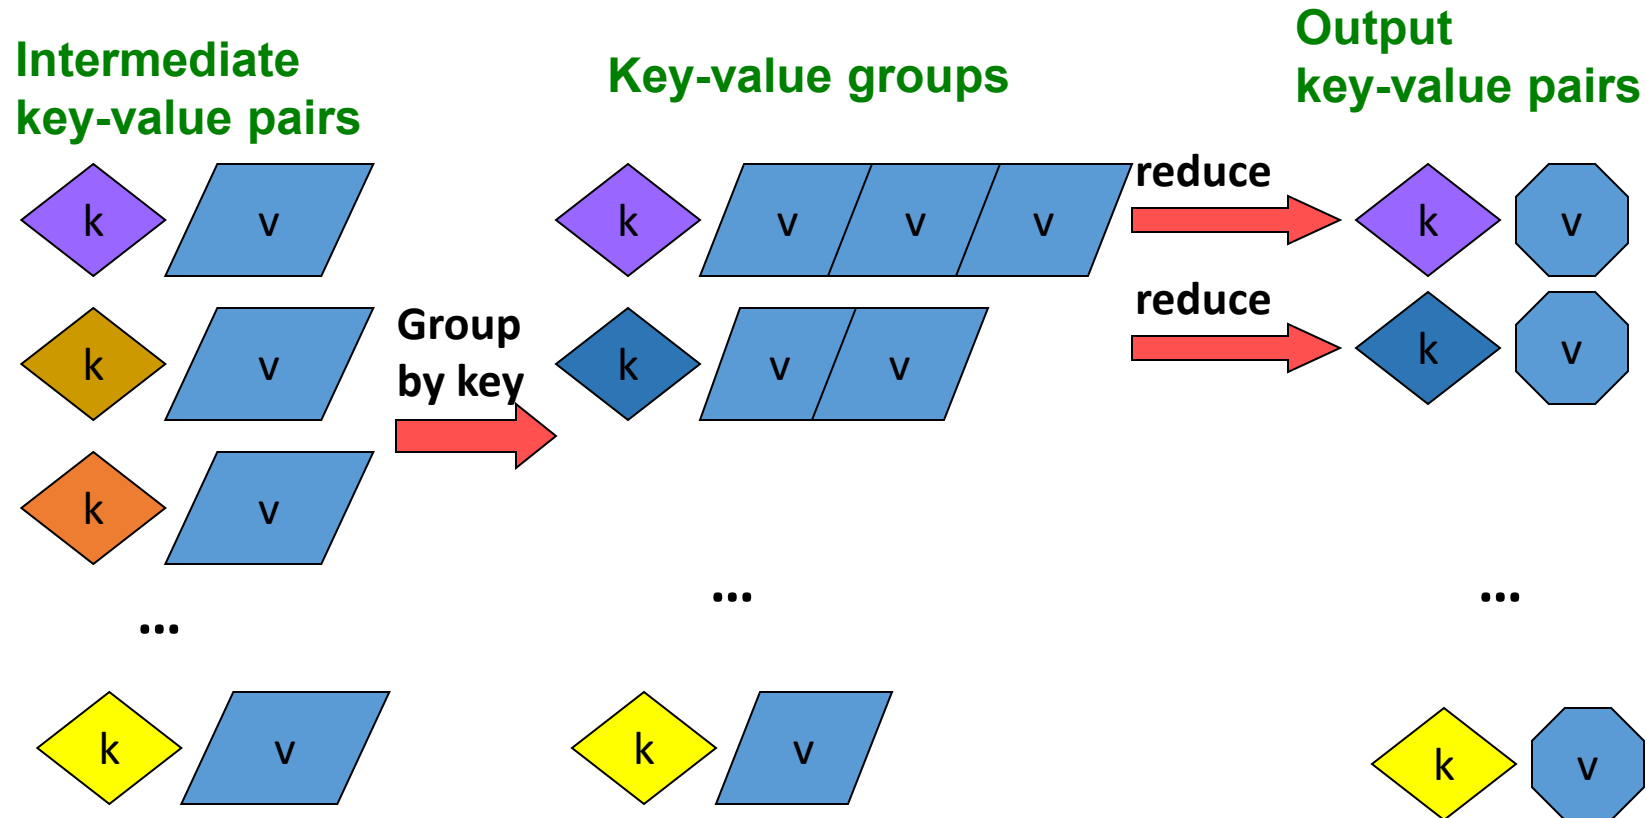 Intermediate
key-value pairs
k v
k v
k v
...
k v
Group
by key
Key-value groups
k v v v
k v v
...
k v
reduce
reduce
Output
key-value pairs
k v
k v
...
k v